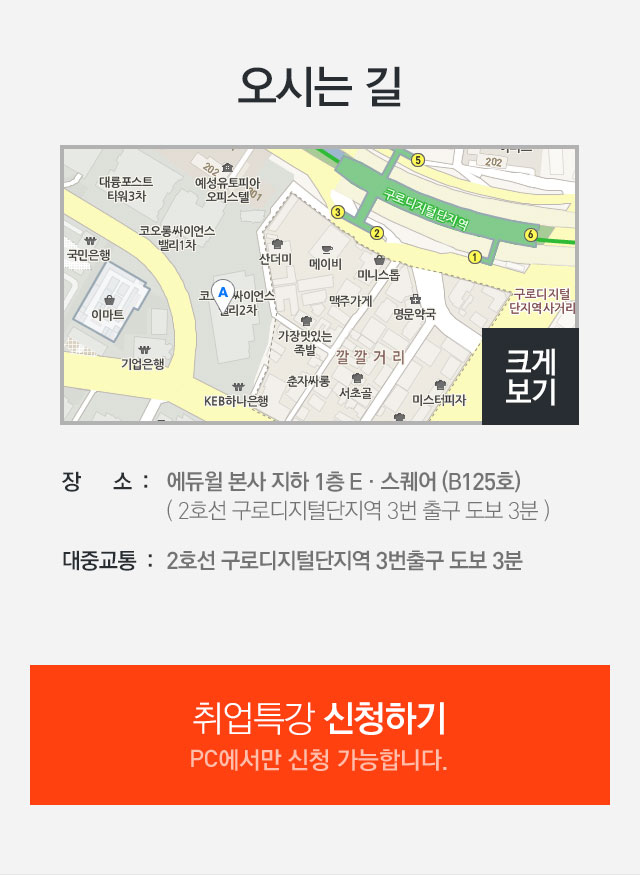 오시는 길
5
202
대륭포스트
타워3차
예성유토피아
오피스텔
202
201
구로디지털단지역
3
2
6
1
코오롱싸이언스
밸리1차
국민은행
산더미
메이비
미니스톱
구로디지털
단지역사거리
A
싸이언스
밸리2차
이마트
맥주가게
명문약국
가장맛있는
족발
깔깔거리
기업은행
춘자싸롱
서초골
KEB하나은행
미스터피자
크게
보기
장 소 : 에듀윌 본사 지하 1층 E · 스퀘어 (B125호)
( 2호선 구로디지털단지역 3번 출구 도보 3분 )
대중교통 : 2호선 구로디지털단지역 3번출구 도보 3분
취업특강 신청하기
PC에서만 신청 가능합니다.